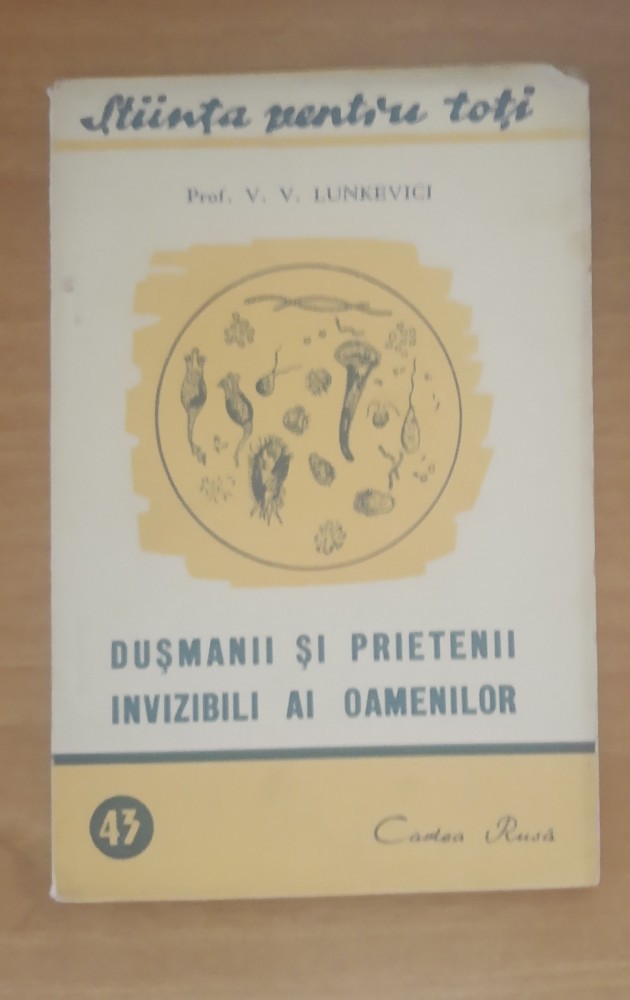 Știința pentru toți
Prof. V. V. LUNKEVICI
DUȘMANII ȘI PRIETENII
INVIZIBILI AI OAMENILOR
43
Cartea Rusă